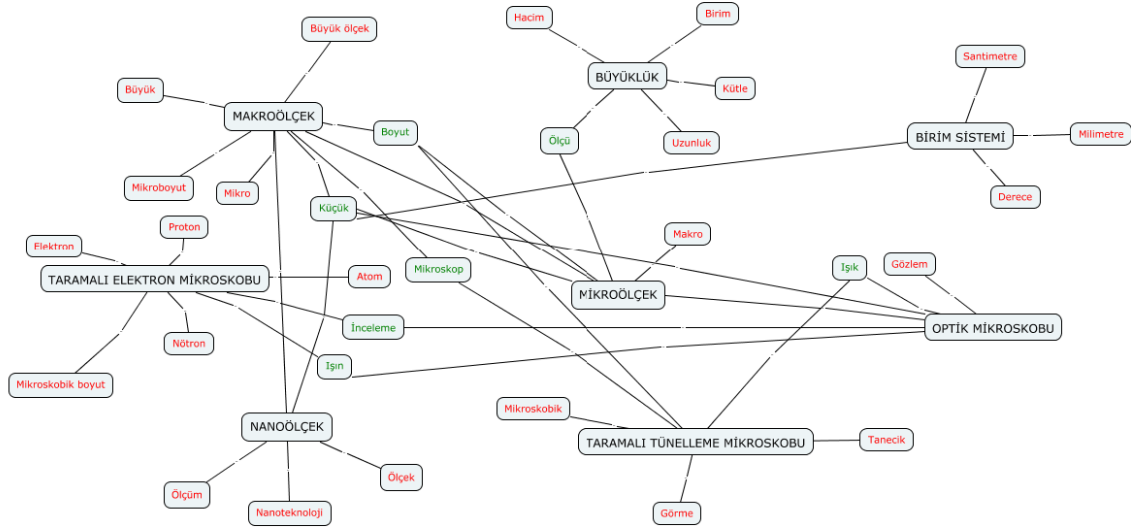 Hacim
Birim
Büyük ölçek
Santimetre
BÜYÜKLÜK
Büyük
Kütle
MAKROÖLÇEK
Boyut
Ölçü
Uzunluk
BİRİM SİSTEMİ
Milimetre
Mikroboyut
Mikro
Derece
Küçük
Proton
Makro
Elektron
TARAMALI ELEKTRON MİKROSKOBU
Atom
Mikroskop
Işık
Gözlem
MİKROÖLÇEK
İnceleme
OPTİK MİKROSKOBU
Nötron
Işın
Mikroskobik boyut
Mikroskobik
NANOÖLÇEK
TARAMALI TÜNELLEME MİKROSKOBU
Tanecik
Ölçek
Ölçüm
Nanoteknoloji
Görme